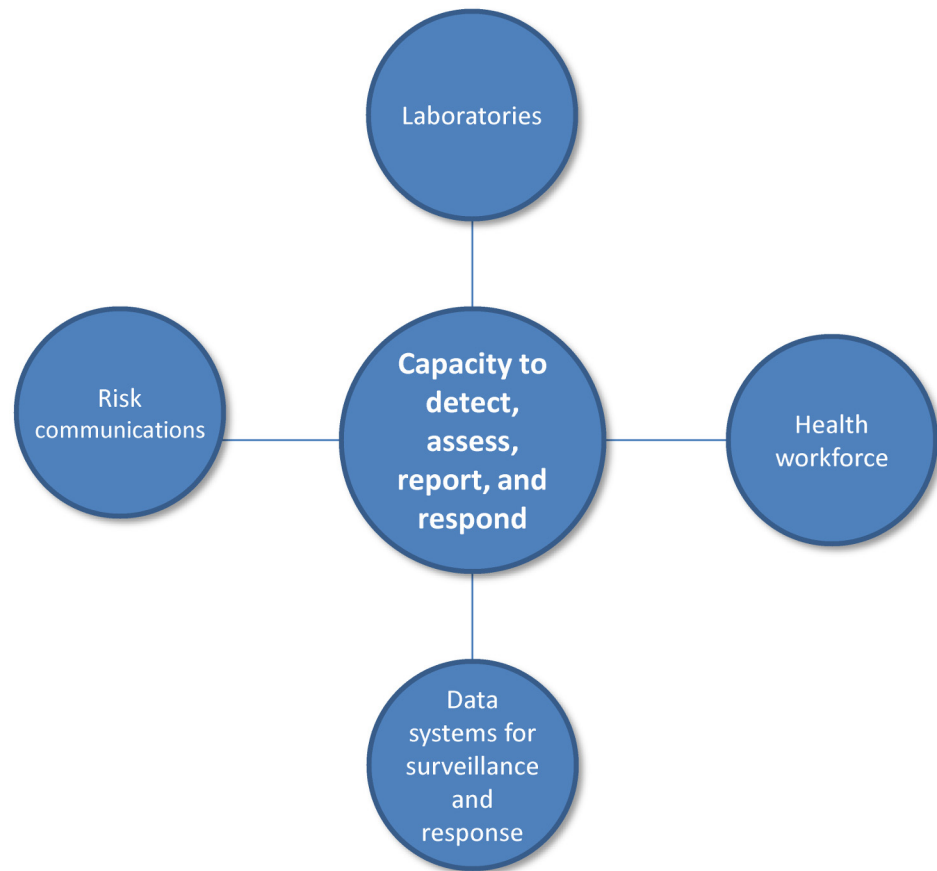 Laboratories
Risk
communications
Capacity to
detect,
assess,
report, and
respond
Health
workforce
Data
systems for
surveillance
and
response